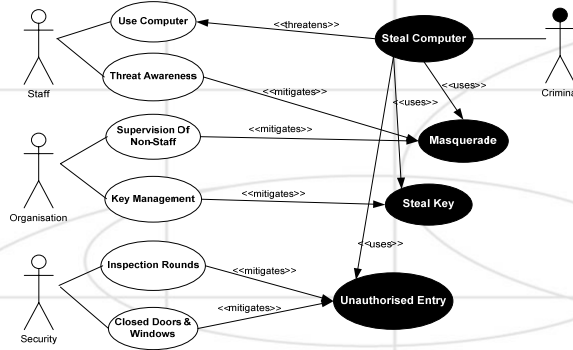 Use Computer
<<threatens>>
Steal Computer
Staff
Threat Awareness
<<mitigates>>
<<uses>>
<<uses>>
Crimina
Supervision Of
Non-Staff
<<mitigates>>
Masquerade
Organisation
Key Management
<<mitigates>>
Steal Key
<<uses>>
Inspection Rounds
<<mitigates>>
Unauthorised Entry
<<mitigates>>
Closed Doors &
Windows
Security